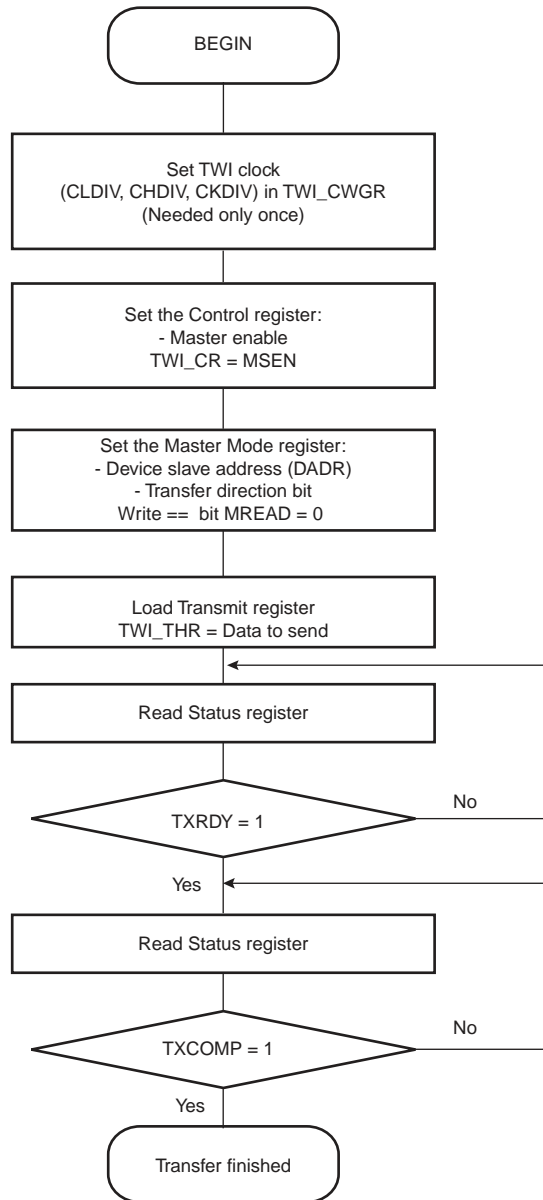 BEGIN
Set TWI clock
(CLDIV, CHDIV, CKDIV) in TWI_CWGR
(Needed only once)
Set the Control register:
- Master enable
TWI_CR = MSEN
Set the Master Mode register:
- Device slave address (DADR)
- Transfer direction bit
Write ==  bit MREAD = 0
Load Transmit register
TWI_THR = Data to send
Read Status register
TXRDY = 1
No
Yes
Read Status register
TXCOMP = 1
No
Yes
Transfer finished